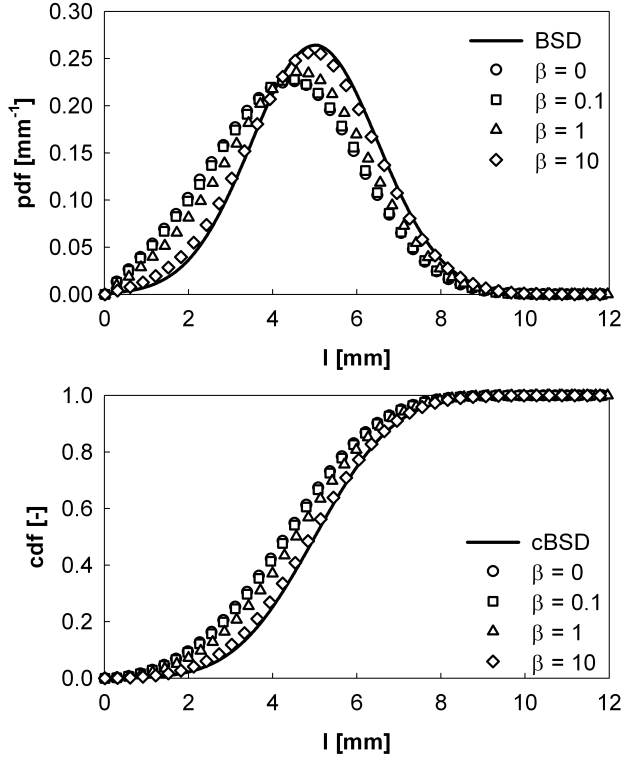 0.30
0.25
0.20
0.15
0.10
0.05
0.00
pdf [mm⁻¹]
BSD
β = 0
β = 0.1
β = 1
β = 10
0 2 4 6 8 10 12
l [mm]
1.0
0.8
0.6
0.4
0.2
0.0
cdf [-]
cBSD
β = 0
β = 0.1
β = 1
β = 10
0 2 4 6 8 10 12
l [mm]